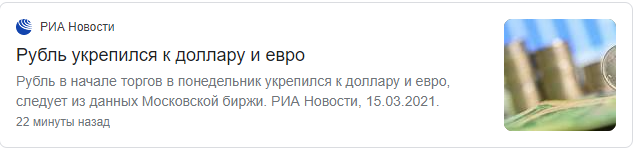 РИА Новости
Рубль укрепился к доллару и евро
Рубль в начале торгов в понедельник укрепился к доллару и евро,
следует из данных Московской биржи. РИА Новости, 15.03.2021.
22 минуты назад